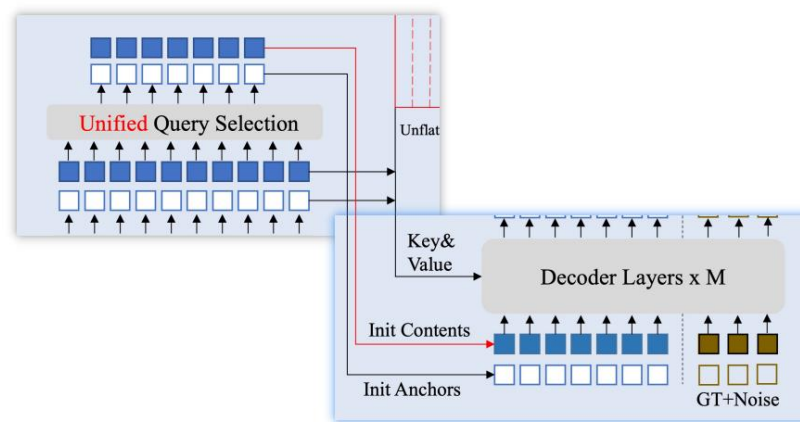 Unified Query Selection
Unflat
Key&
Value
Decoder Layers x M
Init Contents
Init Anchors
GT+Noise